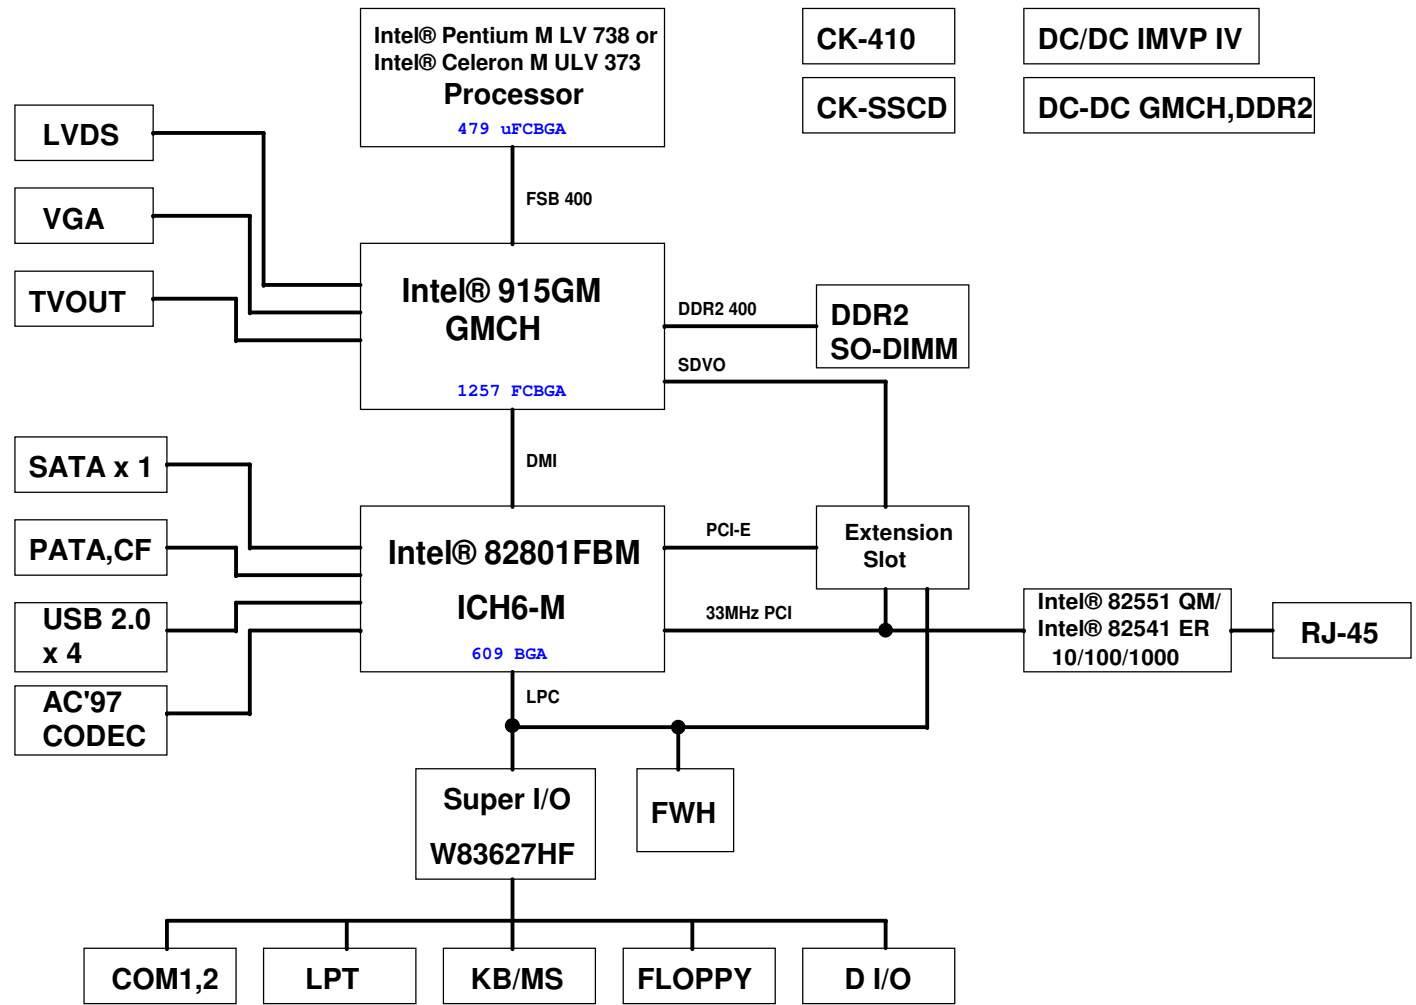 Intel® Pentium M LV 738 or
Intel® Celeron M ULV 373
Processor
479 uFCBGA
CK-410
DC/DC IMVP IV
CK-SSCD
DC-DC GMCH,DDR2
LVDS
VGA
TVOUT
FSB 400
Intel® 915GM
GMCH
1257 FCBGA
DDR2 400
DDR2
SO-DIMM
SDVO
DMI
SATA x 1
PATA,CF
USB 2.0
x 4
AC'97
CODEC
Intel® 82801FBM
ICH6-M
609 BGA
PCI-E
Extension
Slot
33MHz PCI
Intel® 82551 QM/
Intel® 82541 ER
10/100/1000
RJ-45
LPC
Super I/O
W83627HF
FWH
COM1,2
LPT
KB/MS
FLOPPY
D I/O